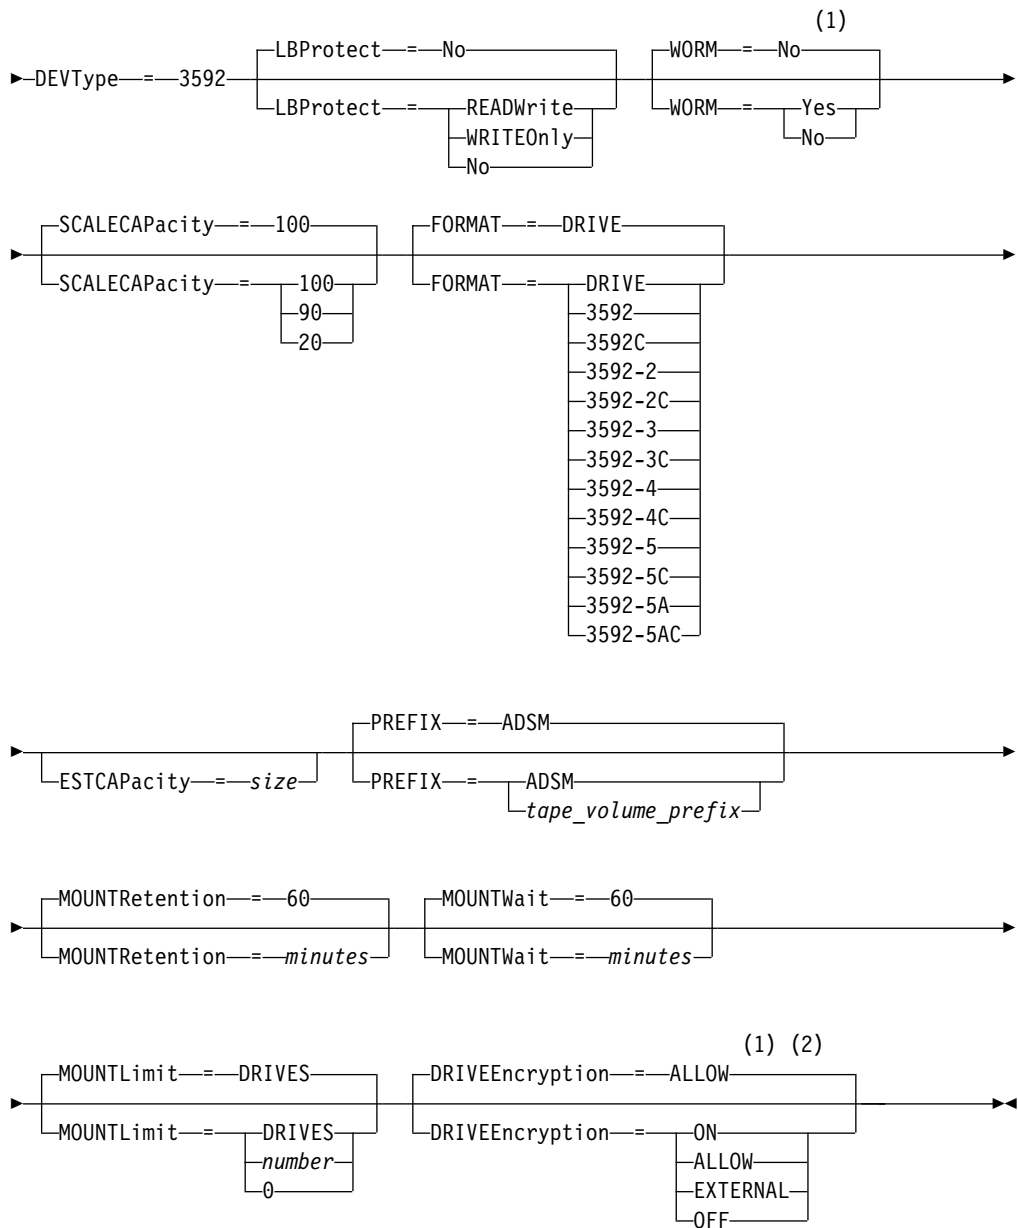 (1)
LBProtect = No WORM = No
DEVType = 3592
LBProtect = READWrite WORM = Yes
WRITEOnly No
No
SCALECAPacity = 100 FORMAT = DRIVE
SCALECAPacity = 100 FORMAT = DRIVE
90 3592
20 3592C
3592-2
3592-2C
3592-3
3592-3C
3592-4
3592-4C
3592-5
3592-5C
3592-5A
3592-5AC
PREFIX = ADSM
ESTCAPacity = size PREFIX = ADSM
tape_volume_prefix
MOUNTRetention = 60 MOUNTWait = 60
MOUNTRetention = minutes MOUNTWait = minutes
(1) (2)
MOUNTLimit = DRIVES DRIVEEncryption = ALLOW
MOUNTLimit = DRIVES DRIVEEncryption = ON
number ALLOW
0 EXTERNAL
OFF